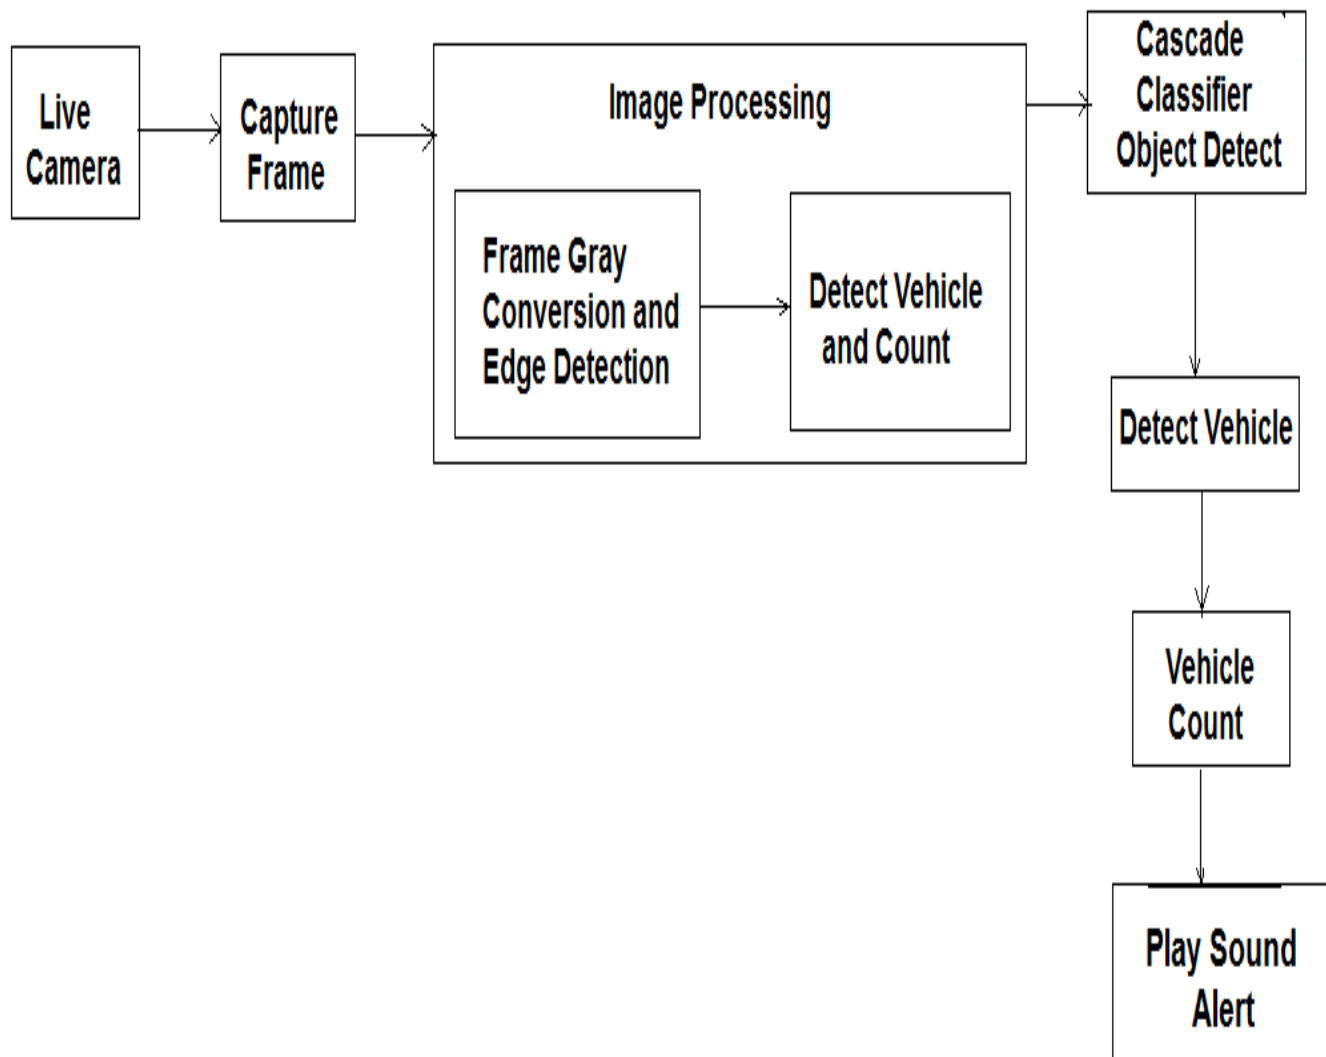 Live
Camera
Capture
Frame
Image Processing
Frame Gray
Conversion and
Edge Detection
Detect Vehicle
and Count
Cascade
Classifier
Object Detect
Detect Vehicle
Vehicle
Count
Play Sound
Alert